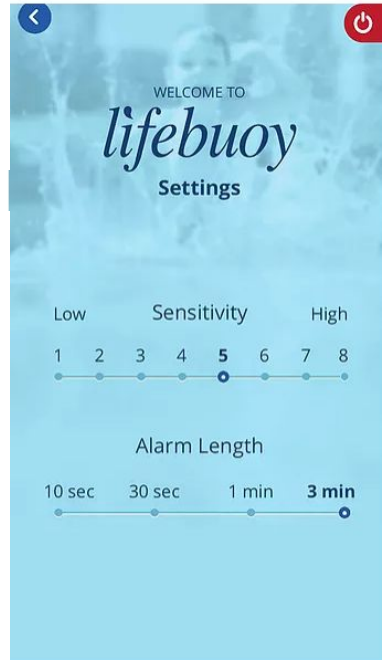 WELCOME TO
lifebuoy
Settings
Low Sensitivity High
1 2 3 4 5 6 7 8
Alarm Length
10 sec 30 sec 1 min 3 min